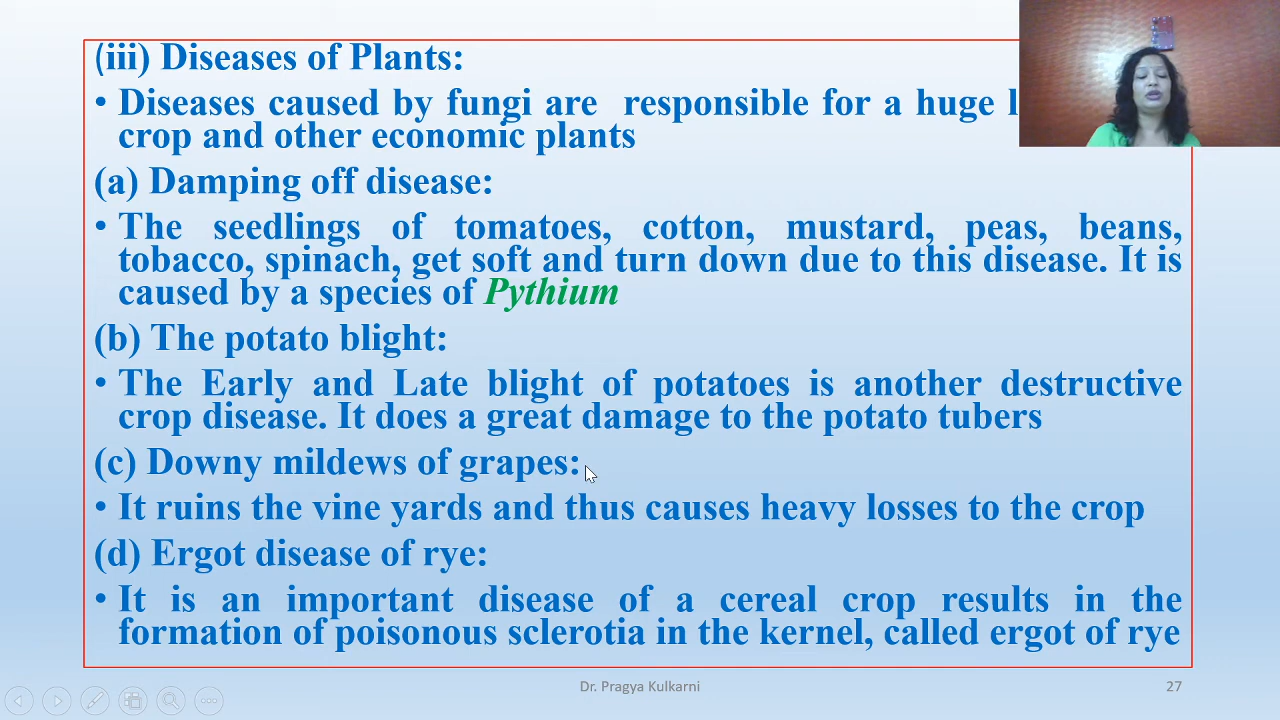 (iii) Diseases of Plants:
• Diseases caused by fungi are responsible for a huge
crop and other economic plants
(a) Damping off disease:
• The seedlings of tomatoes, cotton, mustard, peas, beans,
tobacco, spinach, get soft and turn down due to this disease. It is
caused by a species of Pythium
(b) The potato blight:
• The Early and Late blight of potatoes is another destructive
crop disease. It does a great damage to the potato tubers
(c) Downy mildews of grapes:
• It ruins the vine yards and thus causes heavy losses to the crop
(d) Ergot disease of rye:
• It is an important disease of a cereal crop results in the
formation of poisonous sclerotia in the kernel, called ergot of rye
Dr. Pragya Kulkarni
27